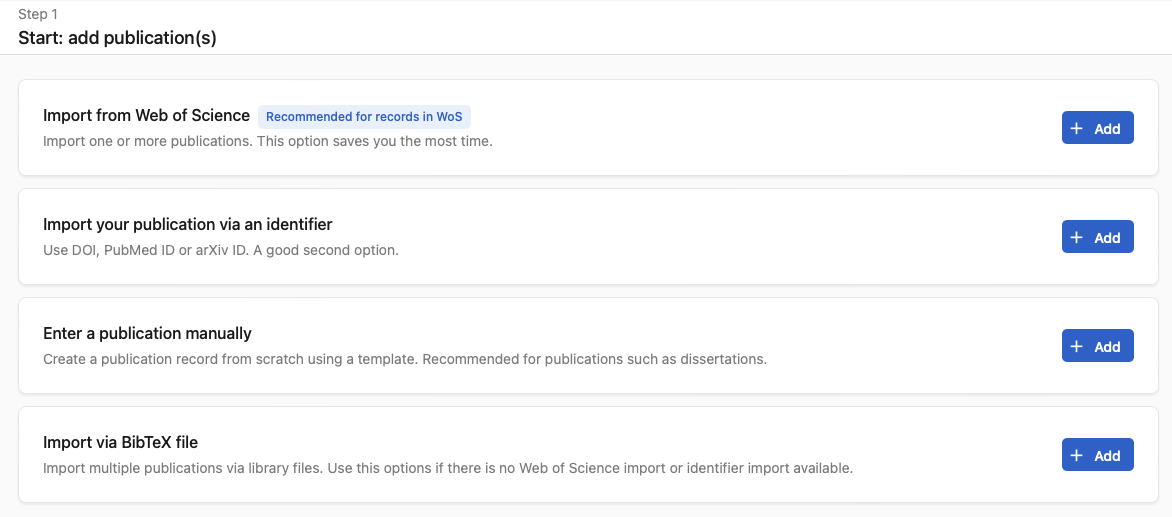 Step 1
Start: add publication(s)
Import from Web of Science Recommended for records in WoS
Import one or more publications. This option saves you the most time.
+ Add
Import your publication via an identifier
Use DOI, PubMed ID or arXiv ID. A good second option.
+ Add
Enter a publication manually
Create a publication record from scratch using a template. Recommended for publications such as dissertations.
+ Add
Import via BibTeX file
Import multiple publications via library files. Use this options if there is no Web of Science import or identifier import available.
+ Add